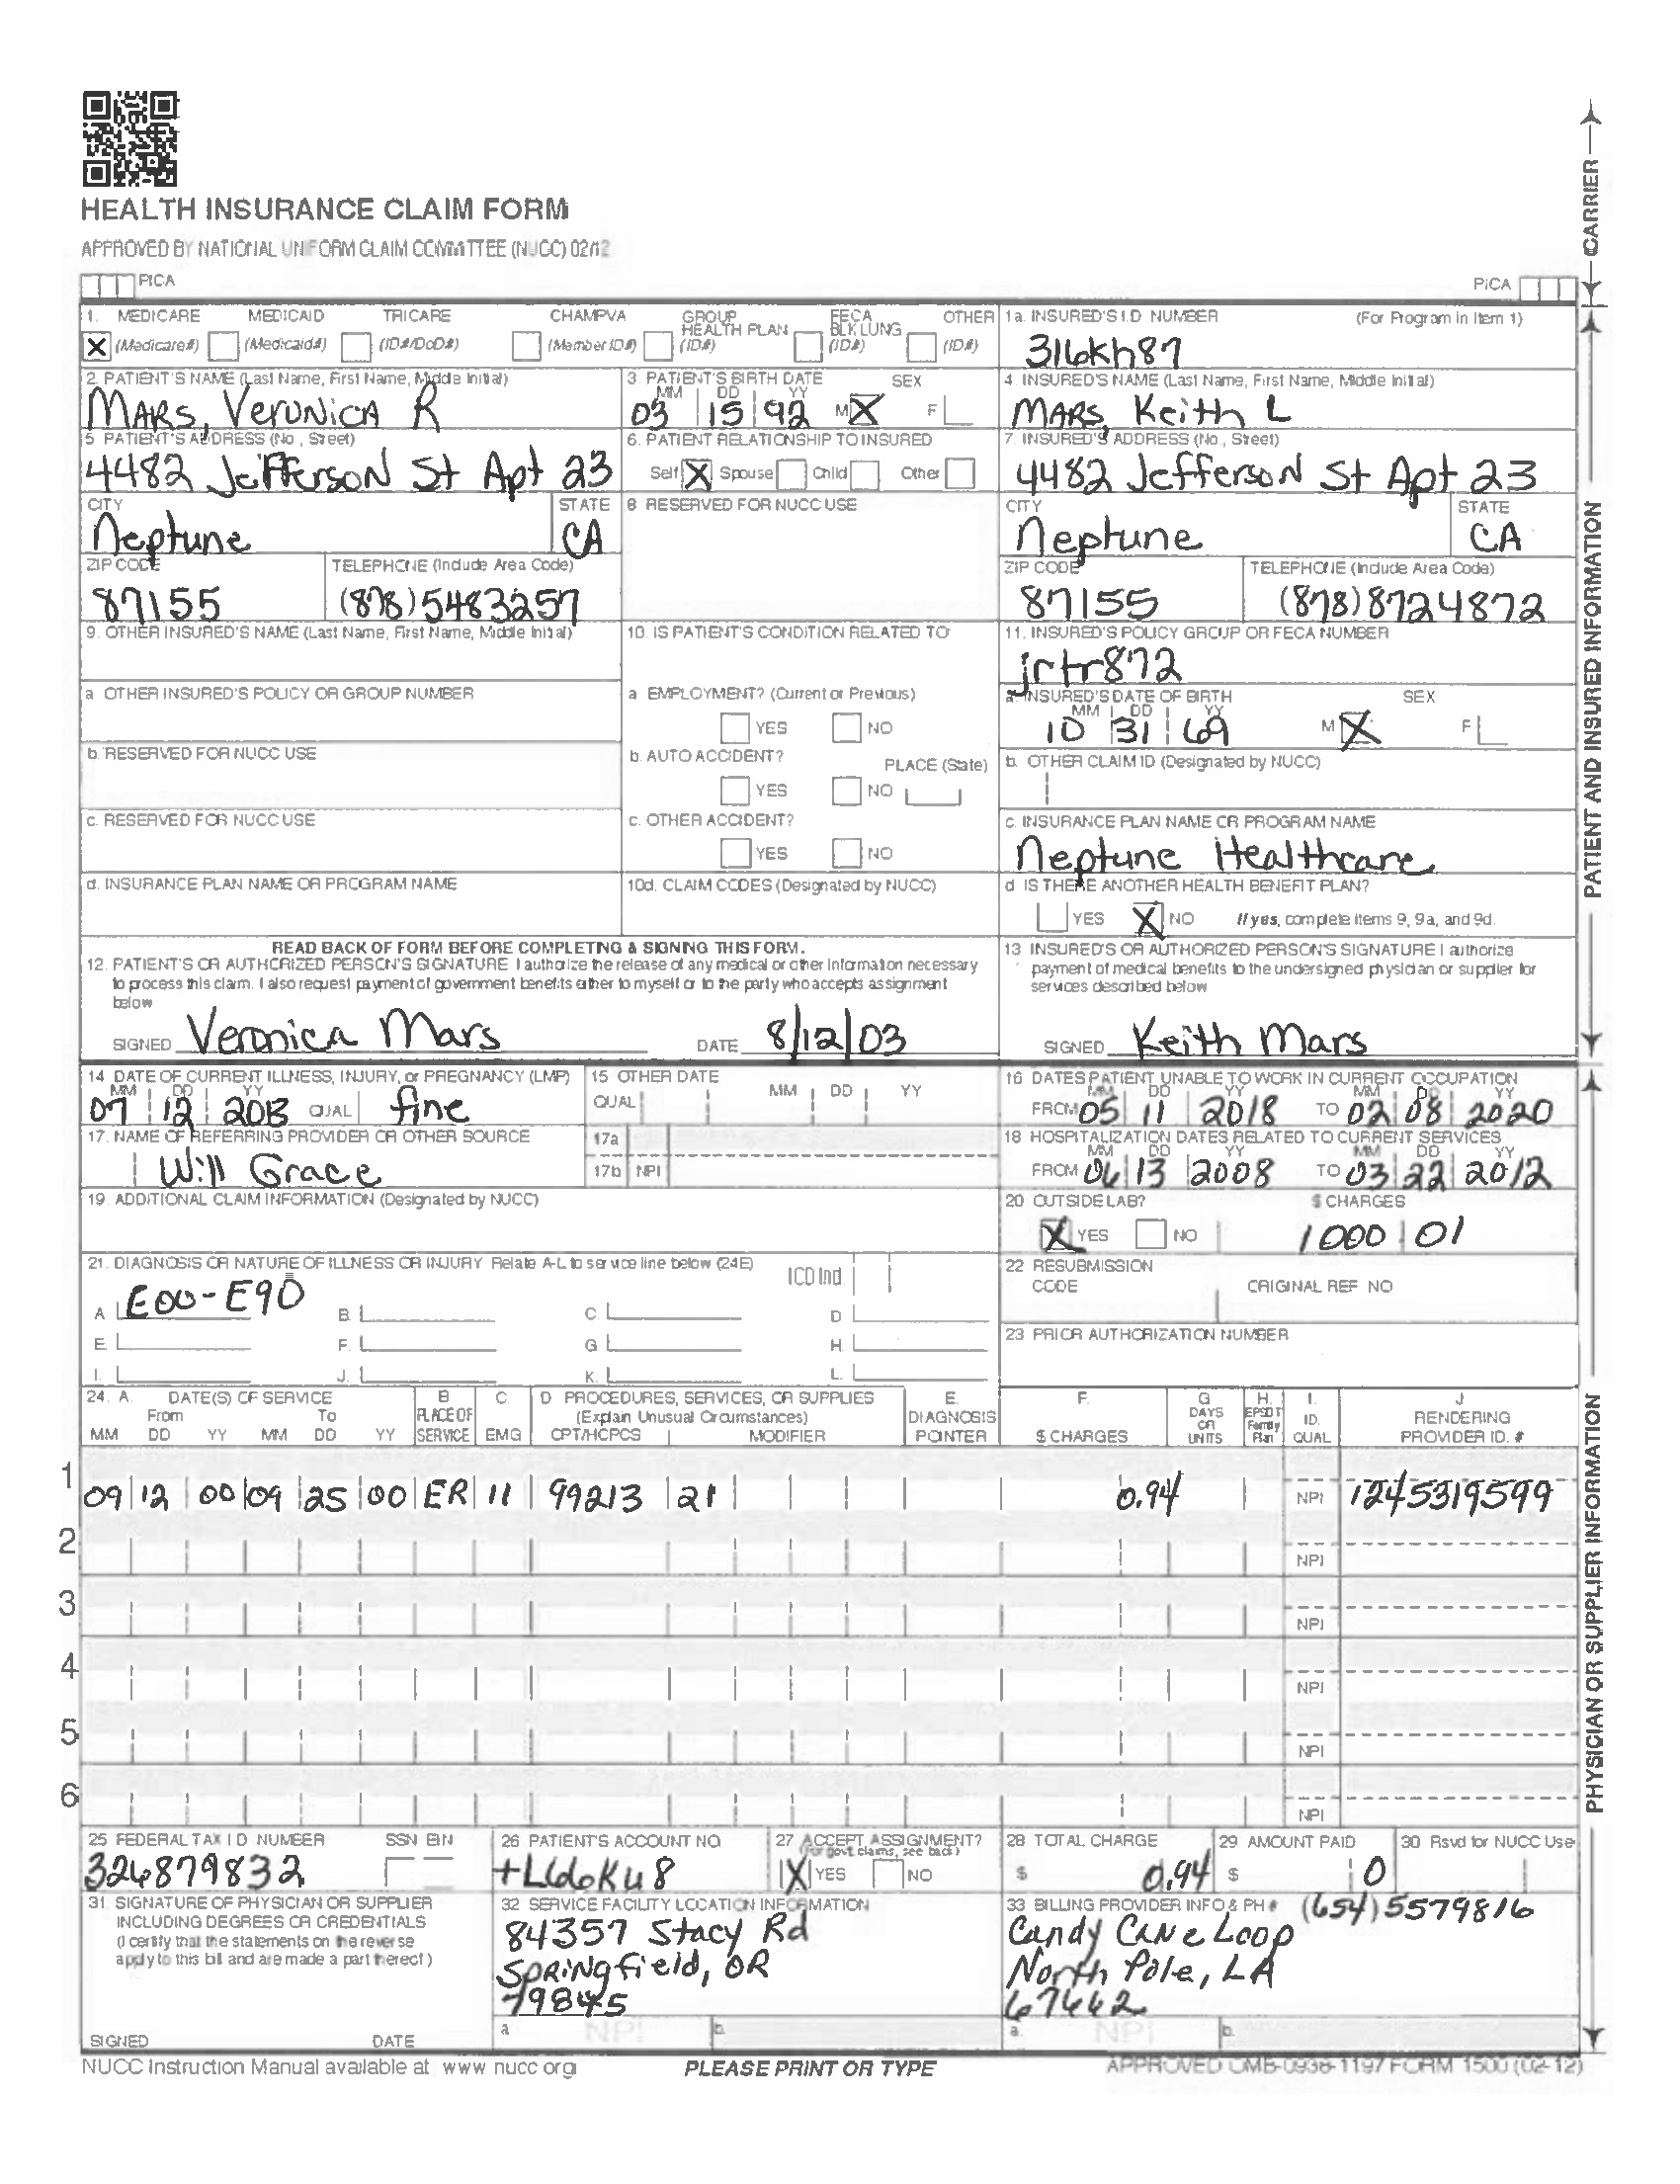 HEALTH INSURANCE CLAIM FORM
APPROVED BY NATIONAL UNIFORM CLAIM COMMITTEE (NUCC) 02/12
PICA
PICA
CARRIER
1. MEDICARE MEDICAID TRICARE CHAMPVA GROUP HEALTH PLAN FECA BLK LUNG OTHER
X (Medicare#) (Medicaid#) (ID#/DoD#) (Member ID#) (ID#) (ID#) (ID#)
1a. INSURED'S I.D. NUMBER (For Program in Item 1)
316kh87
2. PATIENT'S NAME (Last Name, First Name, Middle Initial)
MARS, Veronica R
3. PATIENT'S BIRTH DATE SEX
MM DD YY
03 15 92 M X F
4. INSURED'S NAME (Last Name, First Name, Middle Initial)
MARS, Keith L
5. PATIENT'S ADDRESS (No., Street)
4482 Jefferson St Apt 23
6. PATIENT RELATIONSHIP TO INSURED
Self X Spouse Child Other
7. INSURED'S ADDRESS (No., Street)
4482 Jefferson St Apt 23
CITY STATE
Neptune CA
8. RESERVED FOR NUCC USE
CITY STATE
Neptune CA
ZIP CODE TELEPHONE (Include Area Code)
87155 (878) 5483257
ZIP CODE TELEPHONE (Include Area Code)
87155 (878) 8724872
9. OTHER INSURED'S NAME (Last Name, First Name, Middle Initial)
10. IS PATIENT'S CONDITION RELATED TO
11. INSURED'S POLICY GROUP OR FECA NUMBER
jrtr872
a. OTHER INSURED'S POLICY OR GROUP NUMBER
a. EMPLOYMENT? (Current or Previous)
YES NO
a. INSURED'S DATE OF BIRTH SEX
MM DD YY
10 31 69 M X F
b. RESERVED FOR NUCC USE
b. AUTO ACCIDENT? PLACE (State)
YES NO
b. OTHER CLAIM ID (Designated by NUCC)
c. RESERVED FOR NUCC USE
c. OTHER ACCIDENT?
YES NO
c. INSURANCE PLAN NAME OR PROGRAM NAME
Neptune Healthcare
d. INSURANCE PLAN NAME OR PROGRAM NAME
10d. CLAIM CODES (Designated by NUCC)
d. IS THERE ANOTHER HEALTH BENEFIT PLAN?
YES X NO If yes, complete items 9, 9a, and 9d.
PATIENT AND INSURED INFORMATION
READ BACK OF FORM BEFORE COMPLETING & SIGNING THIS FORM.
12. PATIENT'S OR AUTHORIZED PERSON'S SIGNATURE I authorize the release of any medical or other information necessary
to process this claim. I also request payment of government benefits either to myself or to the party who accepts assignment
below
SIGNED Veronica Mars DATE 8/12/03
13. INSURED'S OR AUTHORIZED PERSON'S SIGNATURE I authorize
payment of medical benefits to the undersigned physician or supplier for
services described below
SIGNED Keith Mars
14. DATE OF CURRENT ILLNESS, INJURY, or PREGNANCY (LMP)
MM DD YY
07 12 2013 QUAL fine
15. OTHER DATE
QUAL MM DD YY
16. DATES PATIENT UNABLE TO WORK IN CURRENT OCCUPATION
MM DD YY MM DD YY
FROM 05 11 2018 TO 02 08 2020
17. NAME OF REFERRING PROVIDER OR OTHER SOURCE
Will Grace
17a
17b NPI
18. HOSPITALIZATION DATES RELATED TO CURRENT SERVICES
MM DD YY MM DD YY
FROM 06 13 2008 TO 03 22 2012
19. ADDITIONAL CLAIM INFORMATION (Designated by NUCC)
20. OUTSIDE LAB? $ CHARGES
X YES NO 1000 01
21. DIAGNOSIS OR NATURE OF ILLNESS OR INJURY Relate A-L to service line below (24E) ICD Ind
A. E00-E90 B. C. D.
E. F. G. H.
I. J. K. L.
22. RESUBMISSION
CODE ORIGINAL REF NO
23. PRIOR AUTHORIZATION NUMBER
24. A. DATE(S) OF SERVICE B C. D. PROCEDURES, SERVICES, OR SUPPLIES E. F. G. H. I. J.
From To PLACE OF (Explain Unusual Circumstances) DIAGNOSIS DAYS OR EPSDT Family ID. RENDERING
MM DD YY MM DD YY SERVICE EMG CPT/HCPCS MODIFIER POINTER $ CHARGES UNITS Plan QUAL PROVIDER ID. #
1 09 12 00 09 25 00 ER 11 99213 21 0.94 NPI 1245319599
2 NPI
3 NPI
4 NPI
5 NPI
6 NPI
25. FEDERAL TAX I.D. NUMBER SSN EIN
326879832
26. PATIENT'S ACCOUNT NO
+L6oKu8
27. ACCEPT ASSIGNMENT?
(For govt. claims, see back)
X YES NO
28. TOTAL CHARGE
$ 0.94
29. AMOUNT PAID
$ 0
30. Rsvd for NUCC Use
31. SIGNATURE OF PHYSICIAN OR SUPPLIER
INCLUDING DEGREES OR CREDENTIALS
(I certify that the statements on the reverse
apply to this bill and are made a part thereof.)
SIGNED DATE
32. SERVICE FACILITY LOCATION INFORMATION
84357 Stacy Rd
Springfield, OR
79845
a. NPI b.
33. BILLING PROVIDER INFO & PH # (654) 5579816
Candy Cane Loop
North Pole, LA
67442
a. NPI b.
PHYSICIAN OR SUPPLIER INFORMATION
NUCC Instruction Manual available at www.nucc.org
PLEASE PRINT OR TYPE
APPROVED OMB-0938-1197 FORM 1500 (02-12)